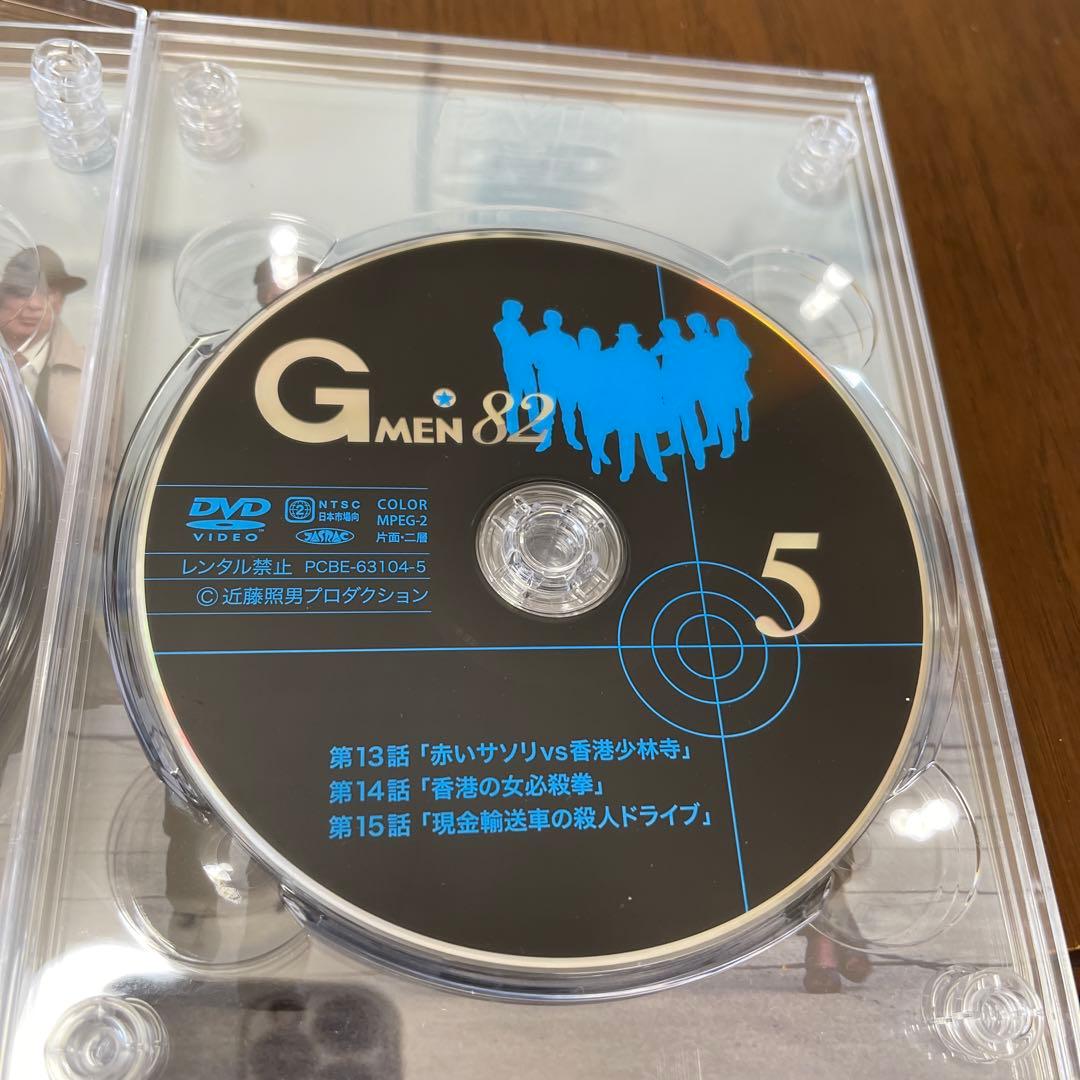 GMEN 82
DVD VIDEO 2 NTSC 日本市場向 JASRAC COLOR MPEG-2 片面・二層
レンタル禁止 PCBE-63104-5
©近藤照男プロダクション
5
第13話「赤いサソリvs香港少林寺」
第14話「香港の女必殺拳」
第15話「現金輸送車の殺人ドライブ」